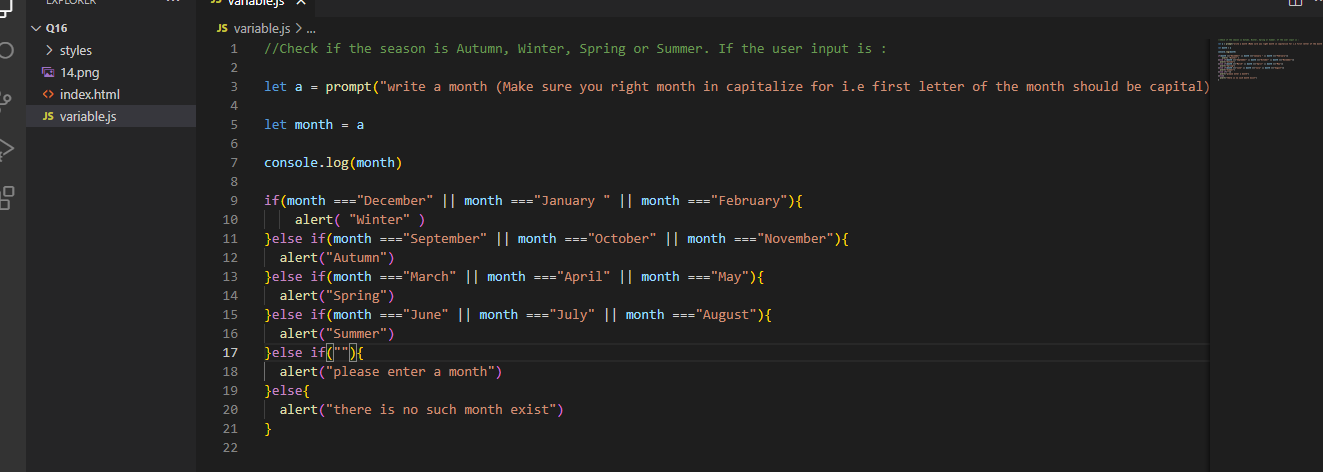 EXPLORER
variable.js
Q16
styles
14.png
index.html
JS variable.js
JS variable.js > ...
1 //Check if the season is Autumn, Winter, Spring or Summer. If the user input is :
2
3 let a = prompt("write a month (Make sure you right month in capitalize for i.e first letter of the month should be capital)
4
5 let month = a
6
7 console.log(month)
8
9 if(month ==="December" || month ==="January " || month ==="February"){
10 alert( "Winter" )
11 }else if(month ==="September" || month ==="October" || month ==="November"){
12 alert("Autumn")
13 }else if(month ==="March" || month ==="April" || month ==="May"){
14 alert("Spring")
15 }else if(month ==="June" || month ==="July" || month ==="August"){
16 alert("Summer")
17 }else if(""){
18 alert("please enter a month")
19 }else{
20 alert("there is no such month exist")
21 }
22